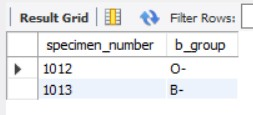 Result Grid Filter Rows:
specimen_number b_group
1012 O-
1013 B-